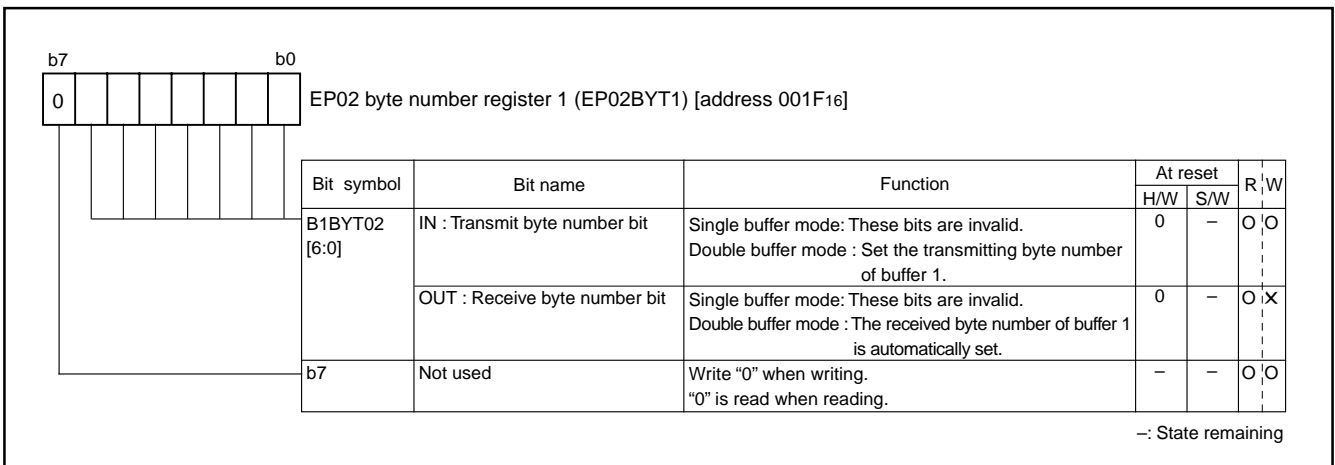 b7 b0
0 EP02 byte number register 1 (EP02BYT1) [address 001F16]
Bit symbol Bit name Function At reset R W
H/W S/W
B1BYT02 IN : Transmit byte number bit Single buffer mode: These bits are invalid. 0 – O O
[6:0] Double buffer mode : Set the transmitting byte number
of buffer 1.
OUT : Receive byte number bit Single buffer mode: These bits are invalid. 0 – O X
Double buffer mode : The received byte number of buffer 1
is automatically set.
b7 Not used Write “0” when writing. – – O O
“0” is read when reading.
–: State remaining